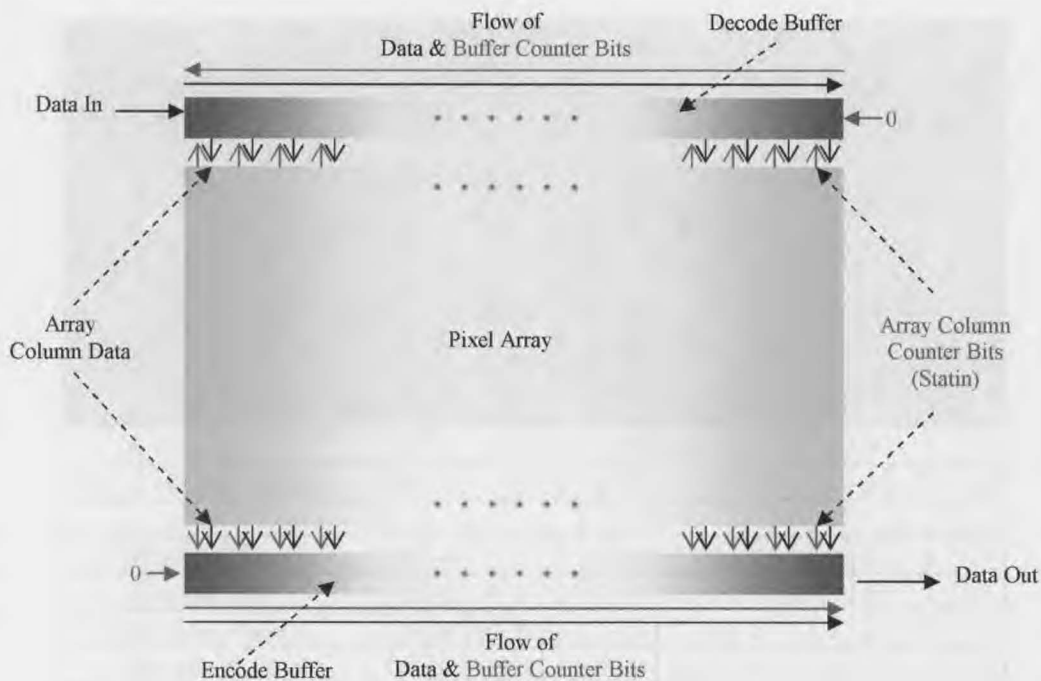 Flow of
Data & Buffer Counter Bits
Decode Buffer
Data In
0
Array
Column Data
Pixel Array
Array Column
Counter Bits
(Statin)
0
Data Out
Encode Buffer
Flow of
Data & Buffer Counter Bits